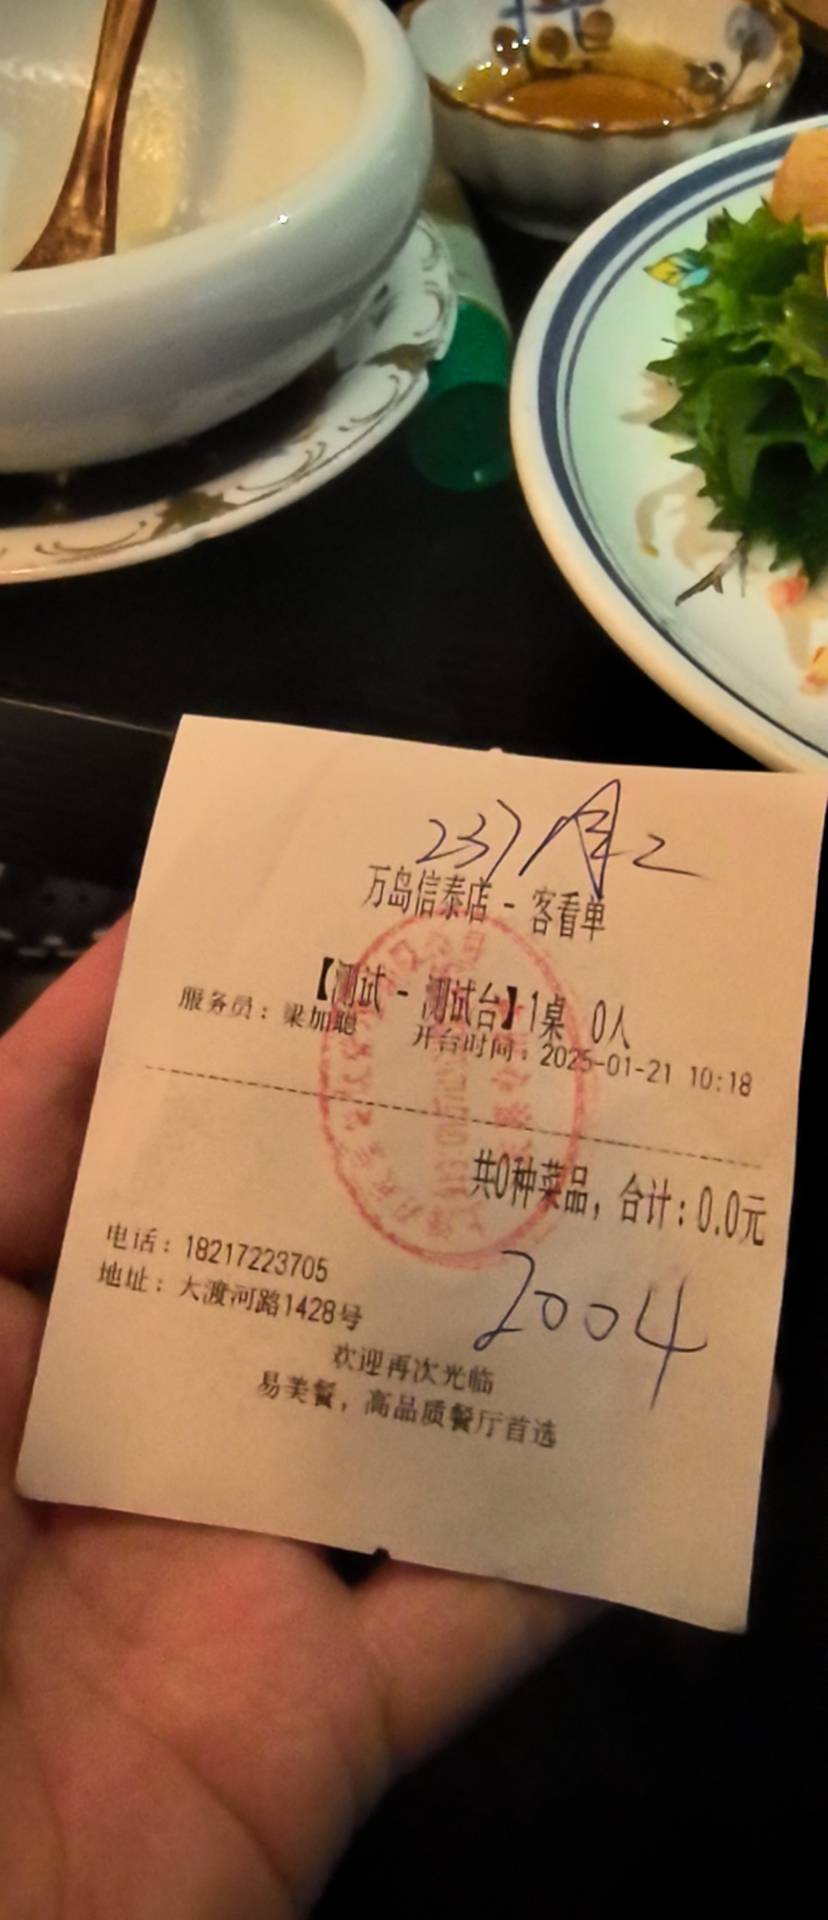 237
万岛信泰店 - 客看单
【测试 - 测试台】1桌 0人
服务员：梁加聪 开台时间：2025-01-21 10:18
共0种菜品，合计：0.0元
电话：18217223705
地址：大渡河路1428号
2004
欢迎再次光临
易美餐，高品质餐厅首选